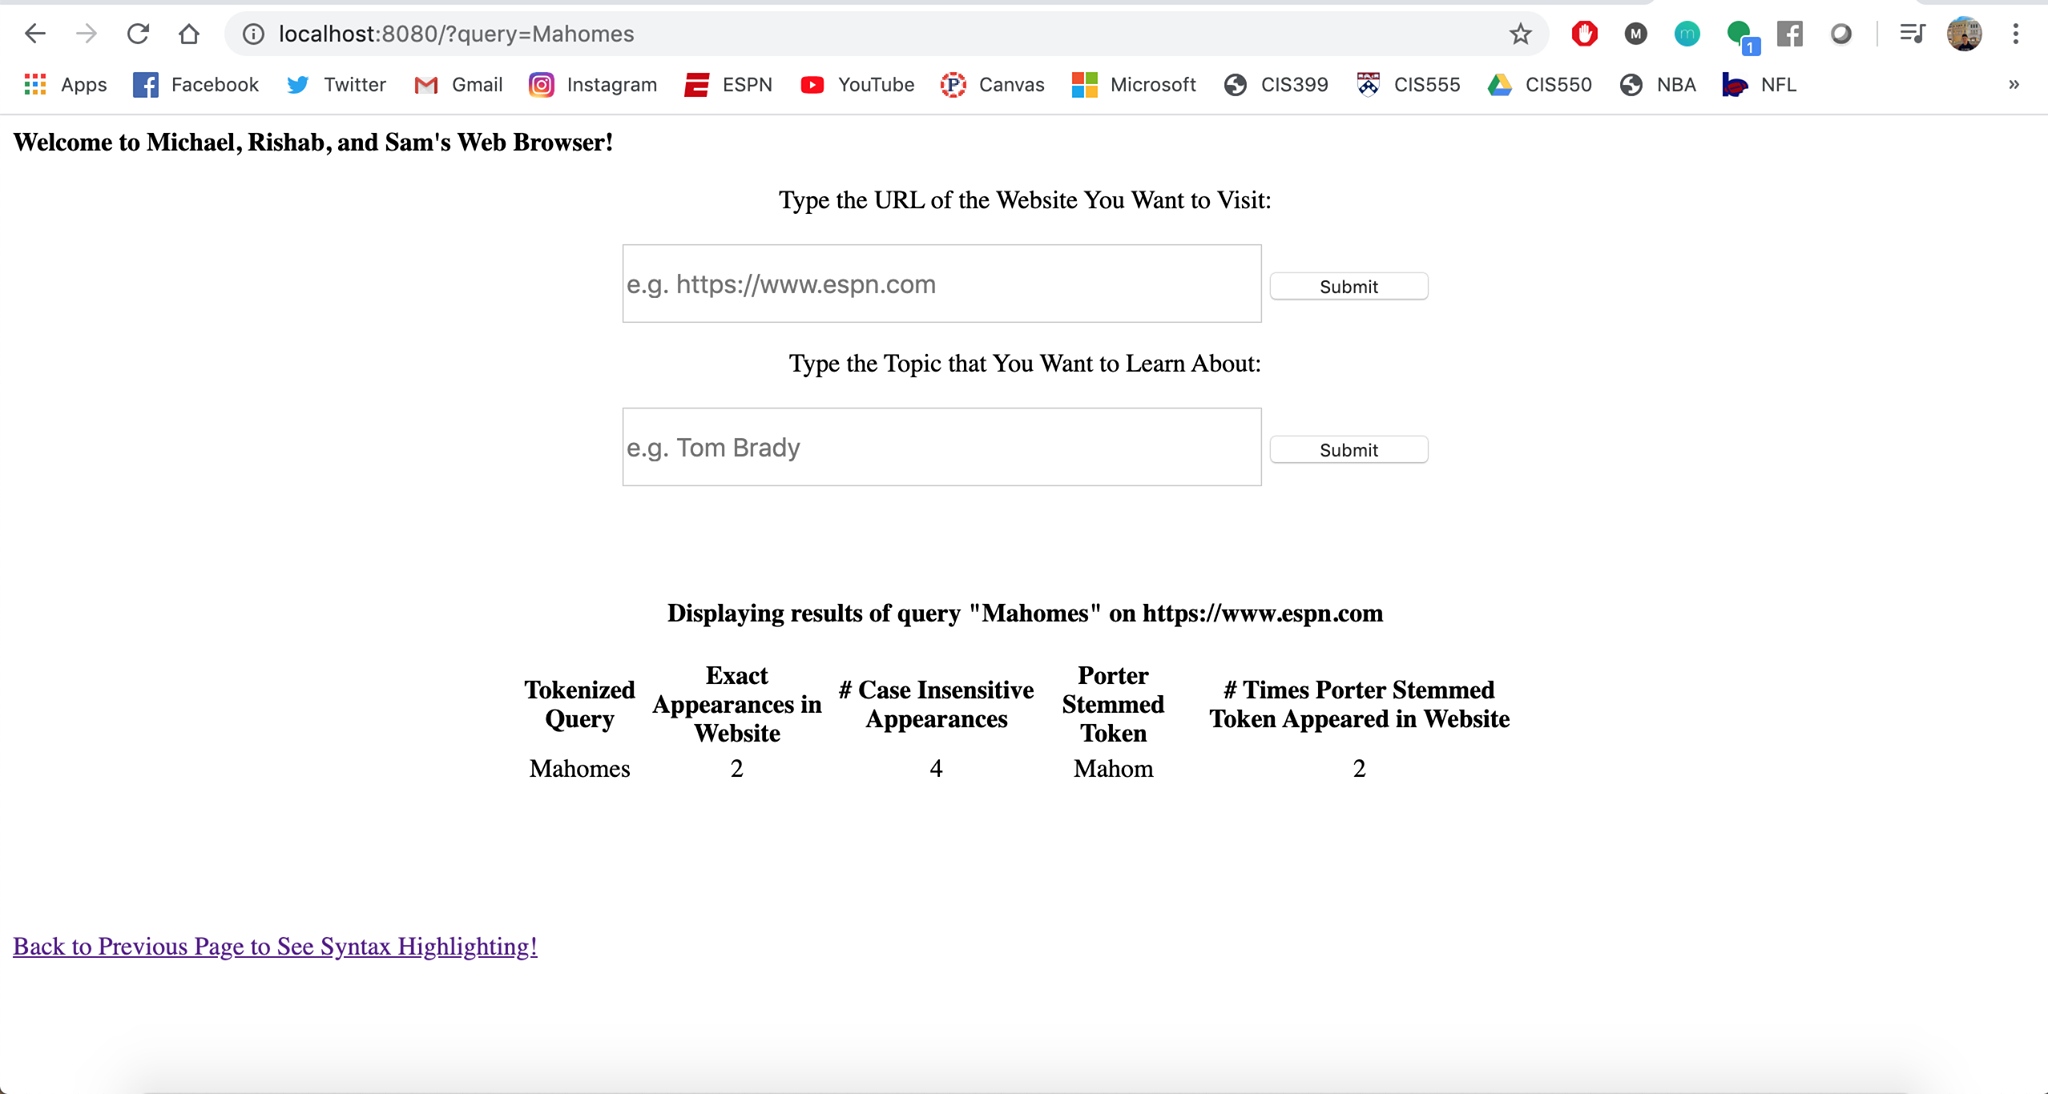 localhost:8080/?query=Mahomes
M m 1
Apps Facebook Twitter Gmail Instagram ESPN YouTube Canvas Microsoft CIS399 CIS555 CIS550 NBA NFL »
Welcome to Michael, Rishab, and Sam's Web Browser!
Type the URL of the Website You Want to Visit:
e.g. https://www.espn.com Submit
Type the Topic that You Want to Learn About:
e.g. Tom Brady Submit
Displaying results of query "Mahomes" on https://www.espn.com
Tokenized Query Exact Appearances in Website # Case Insensitive Appearances Porter Stemmed Token # Times Porter Stemmed Token Appeared in Website
Mahomes 2 4 Mahom 2
Back to Previous Page to See Syntax Highlighting!